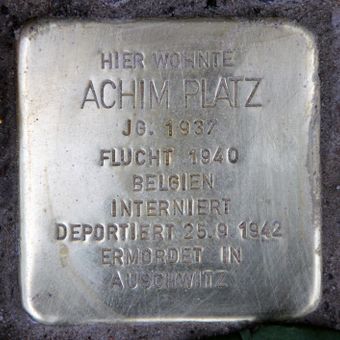 HIER WOHNTE
ACHIM PLATZ
JG. 1937
FLUCHT 1940
BELGIEN
INTERNIERT
DEPORTIERT 25.9.1942
ERMORDET IN
AUSCHWITZ